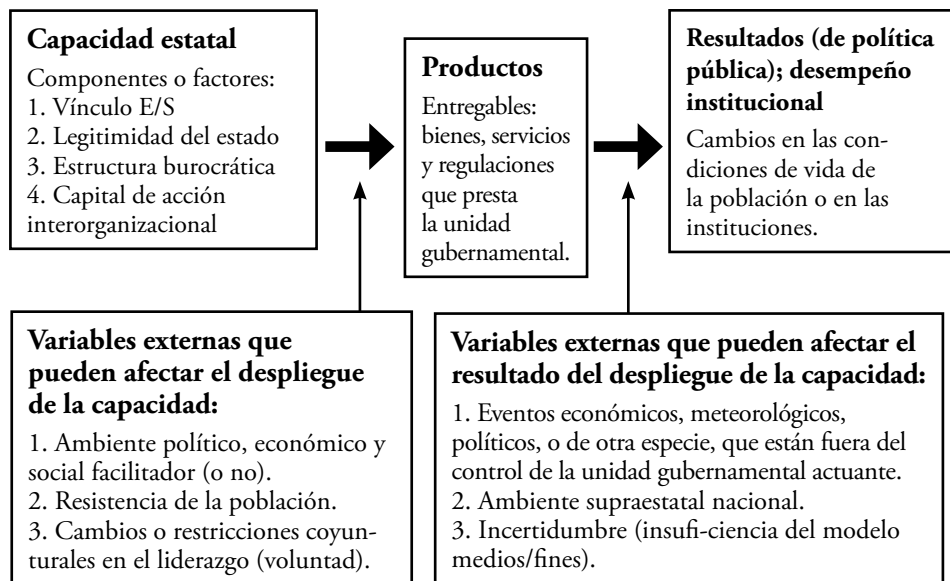 Capacidad estatal
Componentes o factores:
1. Vínculo E/S
2. Legitimidad del estado
3. Estructura burocrática
4. Capital de acción
interorganizacional
Productos
Entregables:
bienes, servicios
y regulaciones
que presta
la unidad
gubernamental.
Resultados (de política
pública); desempeño
institucional
Cambios en las con-
diciones de vida de
la población o en las
instituciones.
Variables externas que
pueden afectar el despliegue
de la capacidad:
1. Ambiente político, económico y
social facilitador (o no).
2. Resistencia de la población.
3. Cambios o restricciones coyun-
turales en el liderazgo (voluntad).
Variables externas que pueden afectar el
resultado del despliegue de la capacidad:
1. Eventos económicos, meteorológicos,
políticos, o de otra especie, que están fuera del
control de la unidad gubernamental actuante.
2. Ambiente supraestatal nacional.
3. Incertidumbre (insufi-ciencia del modelo
medios/fines).